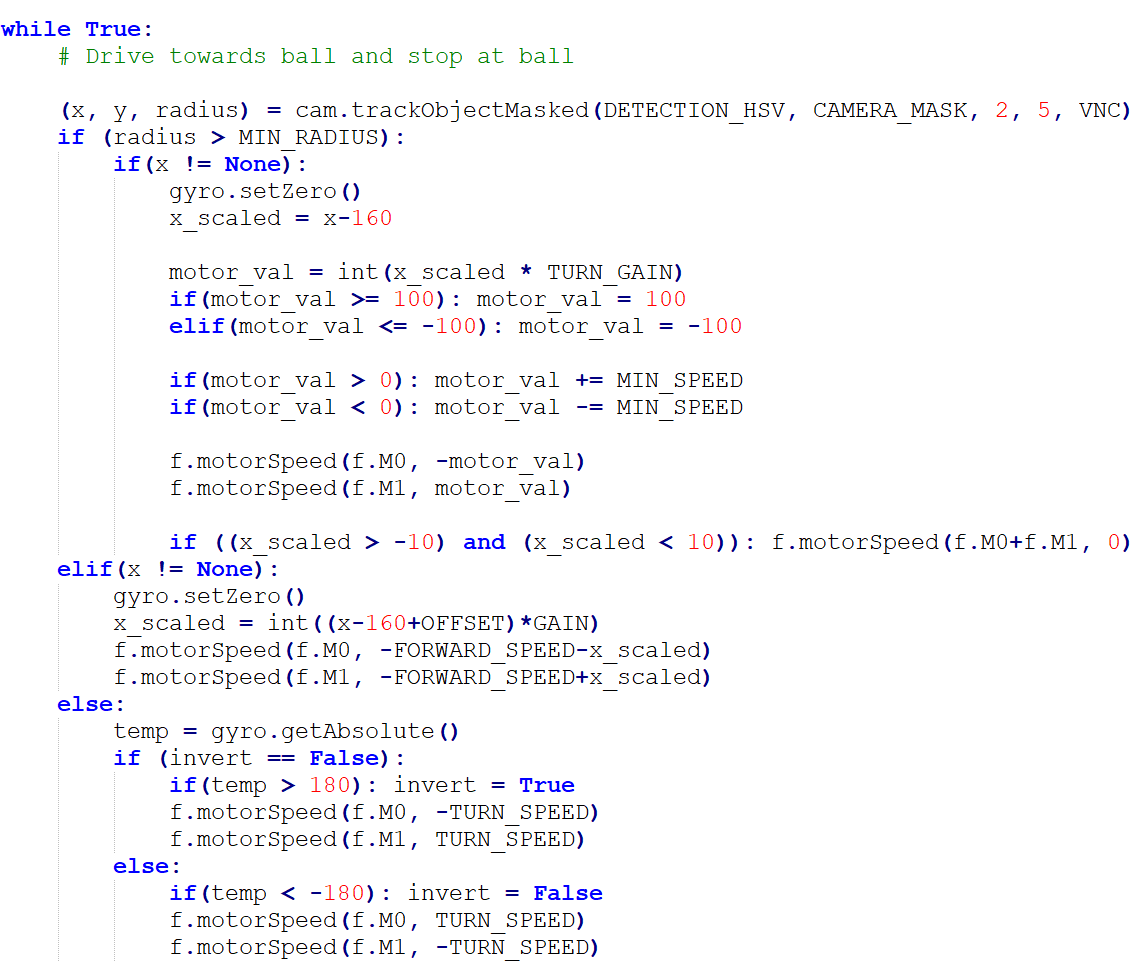 while True:
    # Drive towards ball and stop at ball

    (x, y, radius) = cam.trackObjectMasked(DETECTION_HSV, CAMERA_MASK, 2, 5, VNC)
    if (radius > MIN_RADIUS):
        if(x != None):
            gyro.setZero()
            x_scaled = x-160

            motor_val = int(x_scaled * TURN_GAIN)
            if(motor_val >= 100): motor_val = 100
            elif(motor_val <= -100): motor_val = -100

            if(motor_val > 0): motor_val += MIN_SPEED
            if(motor_val < 0): motor_val -= MIN_SPEED

            f.motorSpeed(f.M0, -motor_val)
            f.motorSpeed(f.M1, motor_val)

            if ((x_scaled > -10) and (x_scaled < 10)): f.motorSpeed(f.M0+f.M1, 0)
    elif(x != None):
        gyro.setZero()
        x_scaled = int((x-160+OFFSET)*GAIN)
        f.motorSpeed(f.M0, -FORWARD_SPEED-x_scaled)
        f.motorSpeed(f.M1, -FORWARD_SPEED+x_scaled)
    else:
        temp = gyro.getAbsolute()
        if (invert == False):
            if(temp > 180): invert = True
            f.motorSpeed(f.M0, -TURN_SPEED)
            f.motorSpeed(f.M1, TURN_SPEED)
        else:
            if(temp < -180): invert = False
            f.motorSpeed(f.M0, TURN_SPEED)
            f.motorSpeed(f.M1, -TURN_SPEED)